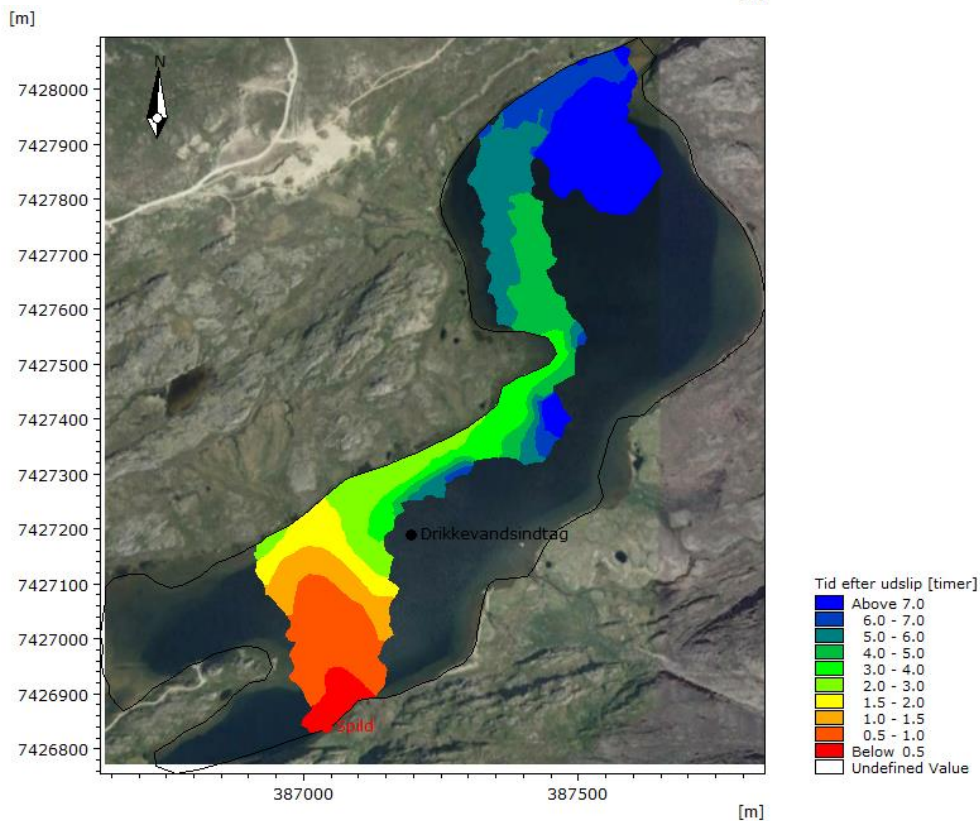 [m]
N
7428000
7427900
7427800
7427700
7427600
7427500
7427400
7427300
7427200
7427100
7427000
7426900
7426800
Drikkevandsindtag
Spild
387000
387500
[m]
Tid efter udslip [timer]
Above 7.0
6.0 - 7.0
5.0 - 6.0
4.0 - 5.0
3.0 - 4.0
2.0 - 3.0
1.5 - 2.0
1.0 - 1.5
0.5 - 1.0
Below 0.5
Undefined Value